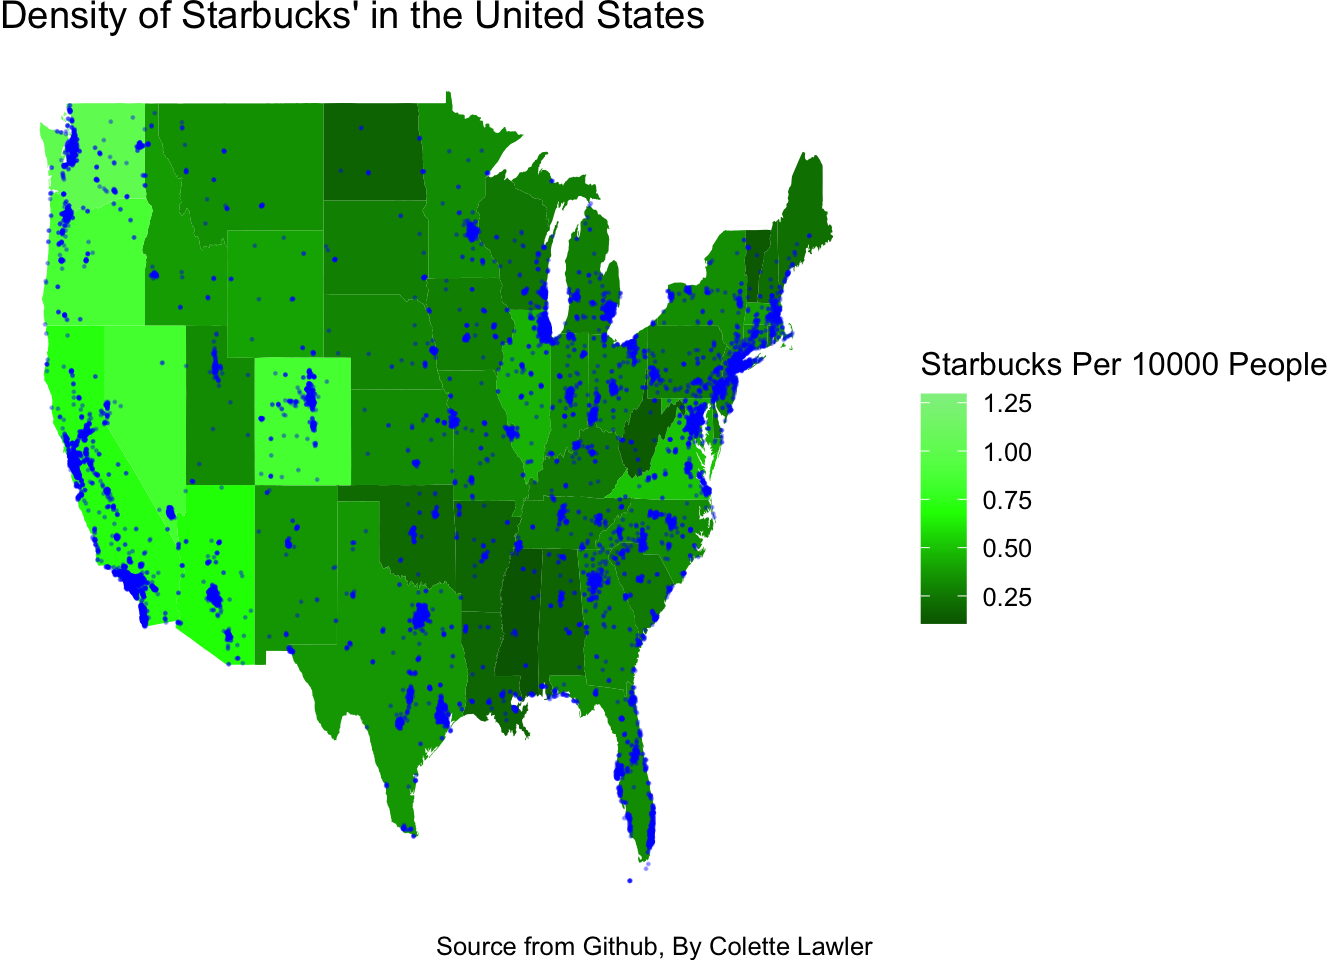 Density of Starbucks' in the United States
Starbucks Per 10000 People
1.25
1.00
0.75
0.50
0.25
Source from Github, By Colette Lawler